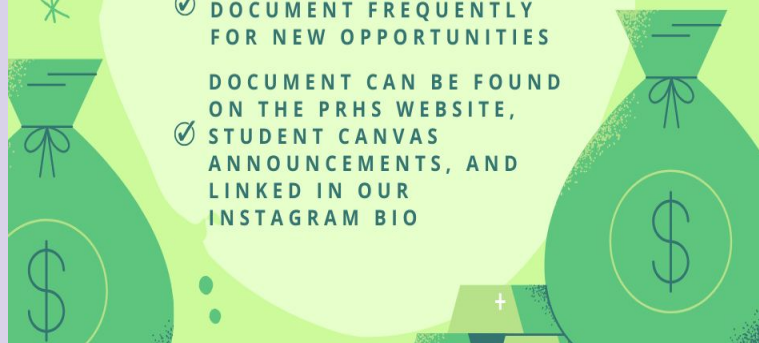 DOCUMENT FREQUENTLY
FOR NEW OPPORTUNITIES
DOCUMENT CAN BE FOUND
ON THE PRHS WEBSITE,
STUDENT CANVAS
ANNOUNCEMENTS, AND
LINKED IN OUR
INSTAGRAM BIO
$
$